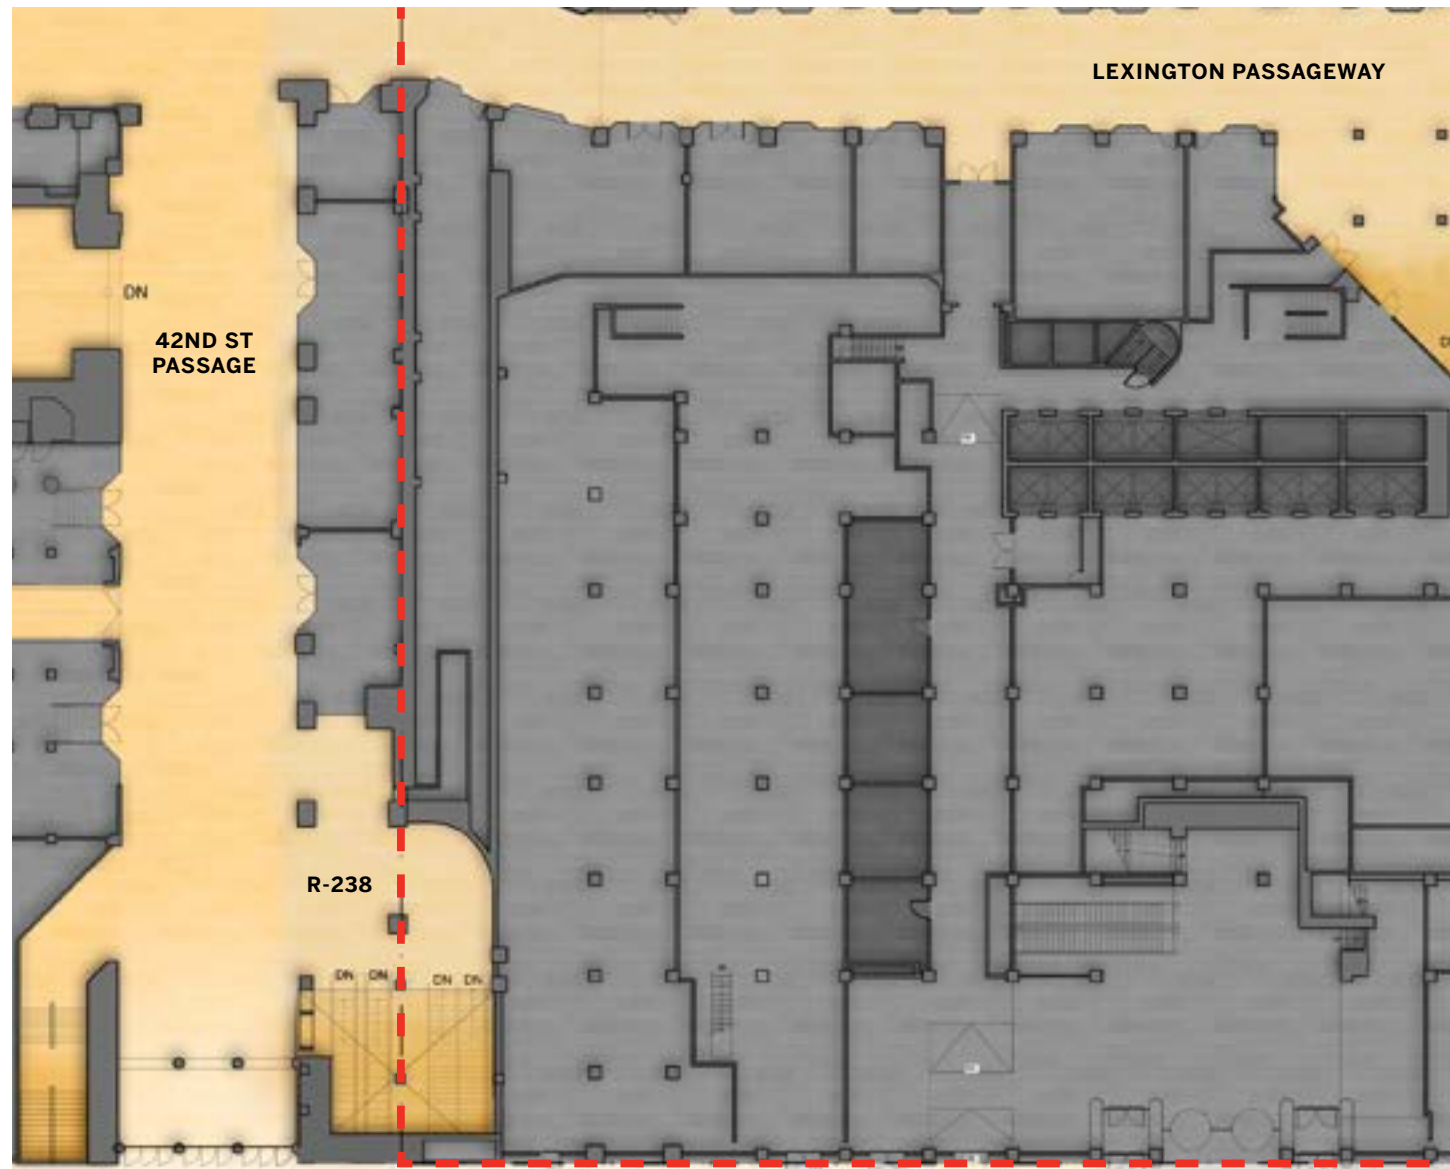 LEXINGTON PASSAGEWAY
DN
42ND ST
PASSAGE
R-238
DN DN DN DN